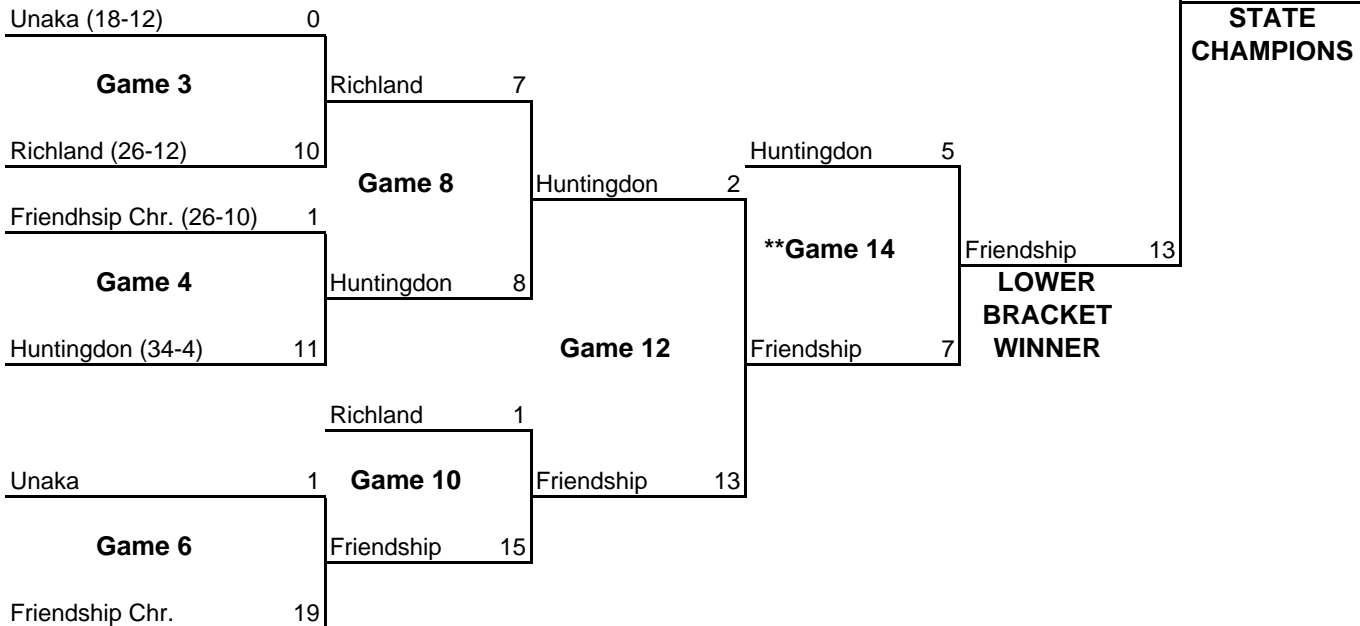 Unaka (18-12) 0
STATE
CHAMPIONS
Game 3
Richland 7
Richland (26-12) 10
Huntingdon 5
Game 8
Huntingdon 2
Friendhsip Chr. (26-10) 1
**Game 14
Friendship 13
Game 4
Huntingdon 8
LOWER
BRACKET
WINNER
Huntingdon (34-4) 11
Game 12
Friendship 7
Richland 1
Unaka 1
Game 10
Friendship 13
Game 6
Friendship 15
Friendship Chr. 19